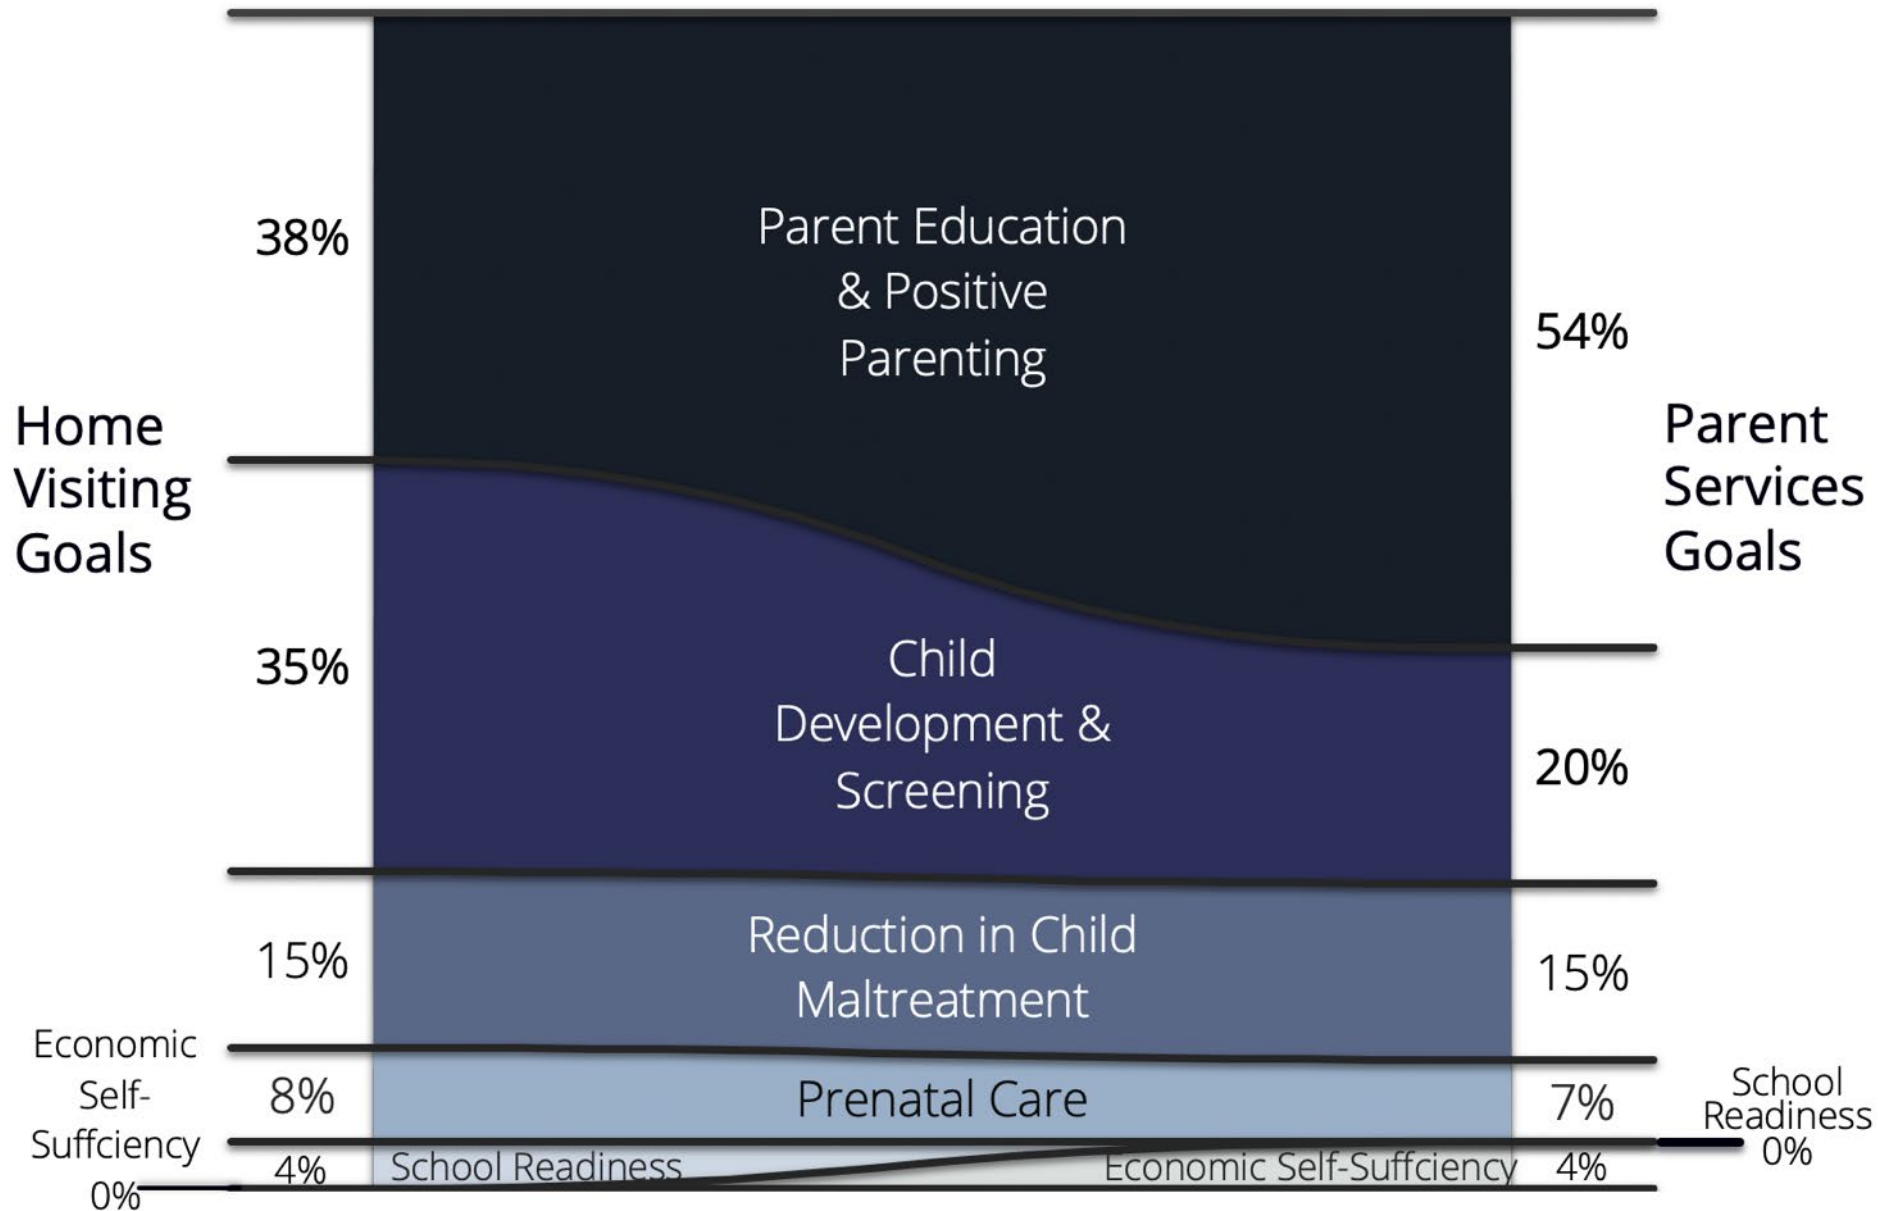 38%
Parent Education
& Positive
Parenting
54%
Home
Visiting
Goals
Parent
Services
Goals
35%
Child
Development &
Screening
20%
15%
Reduction in Child
Maltreatment
15%
Economic
Self-
Suffciency
0%
8%
Prenatal Care
7%
School
Readiness
0%
4%
School Readiness
Economic Self-Suffciency
4%